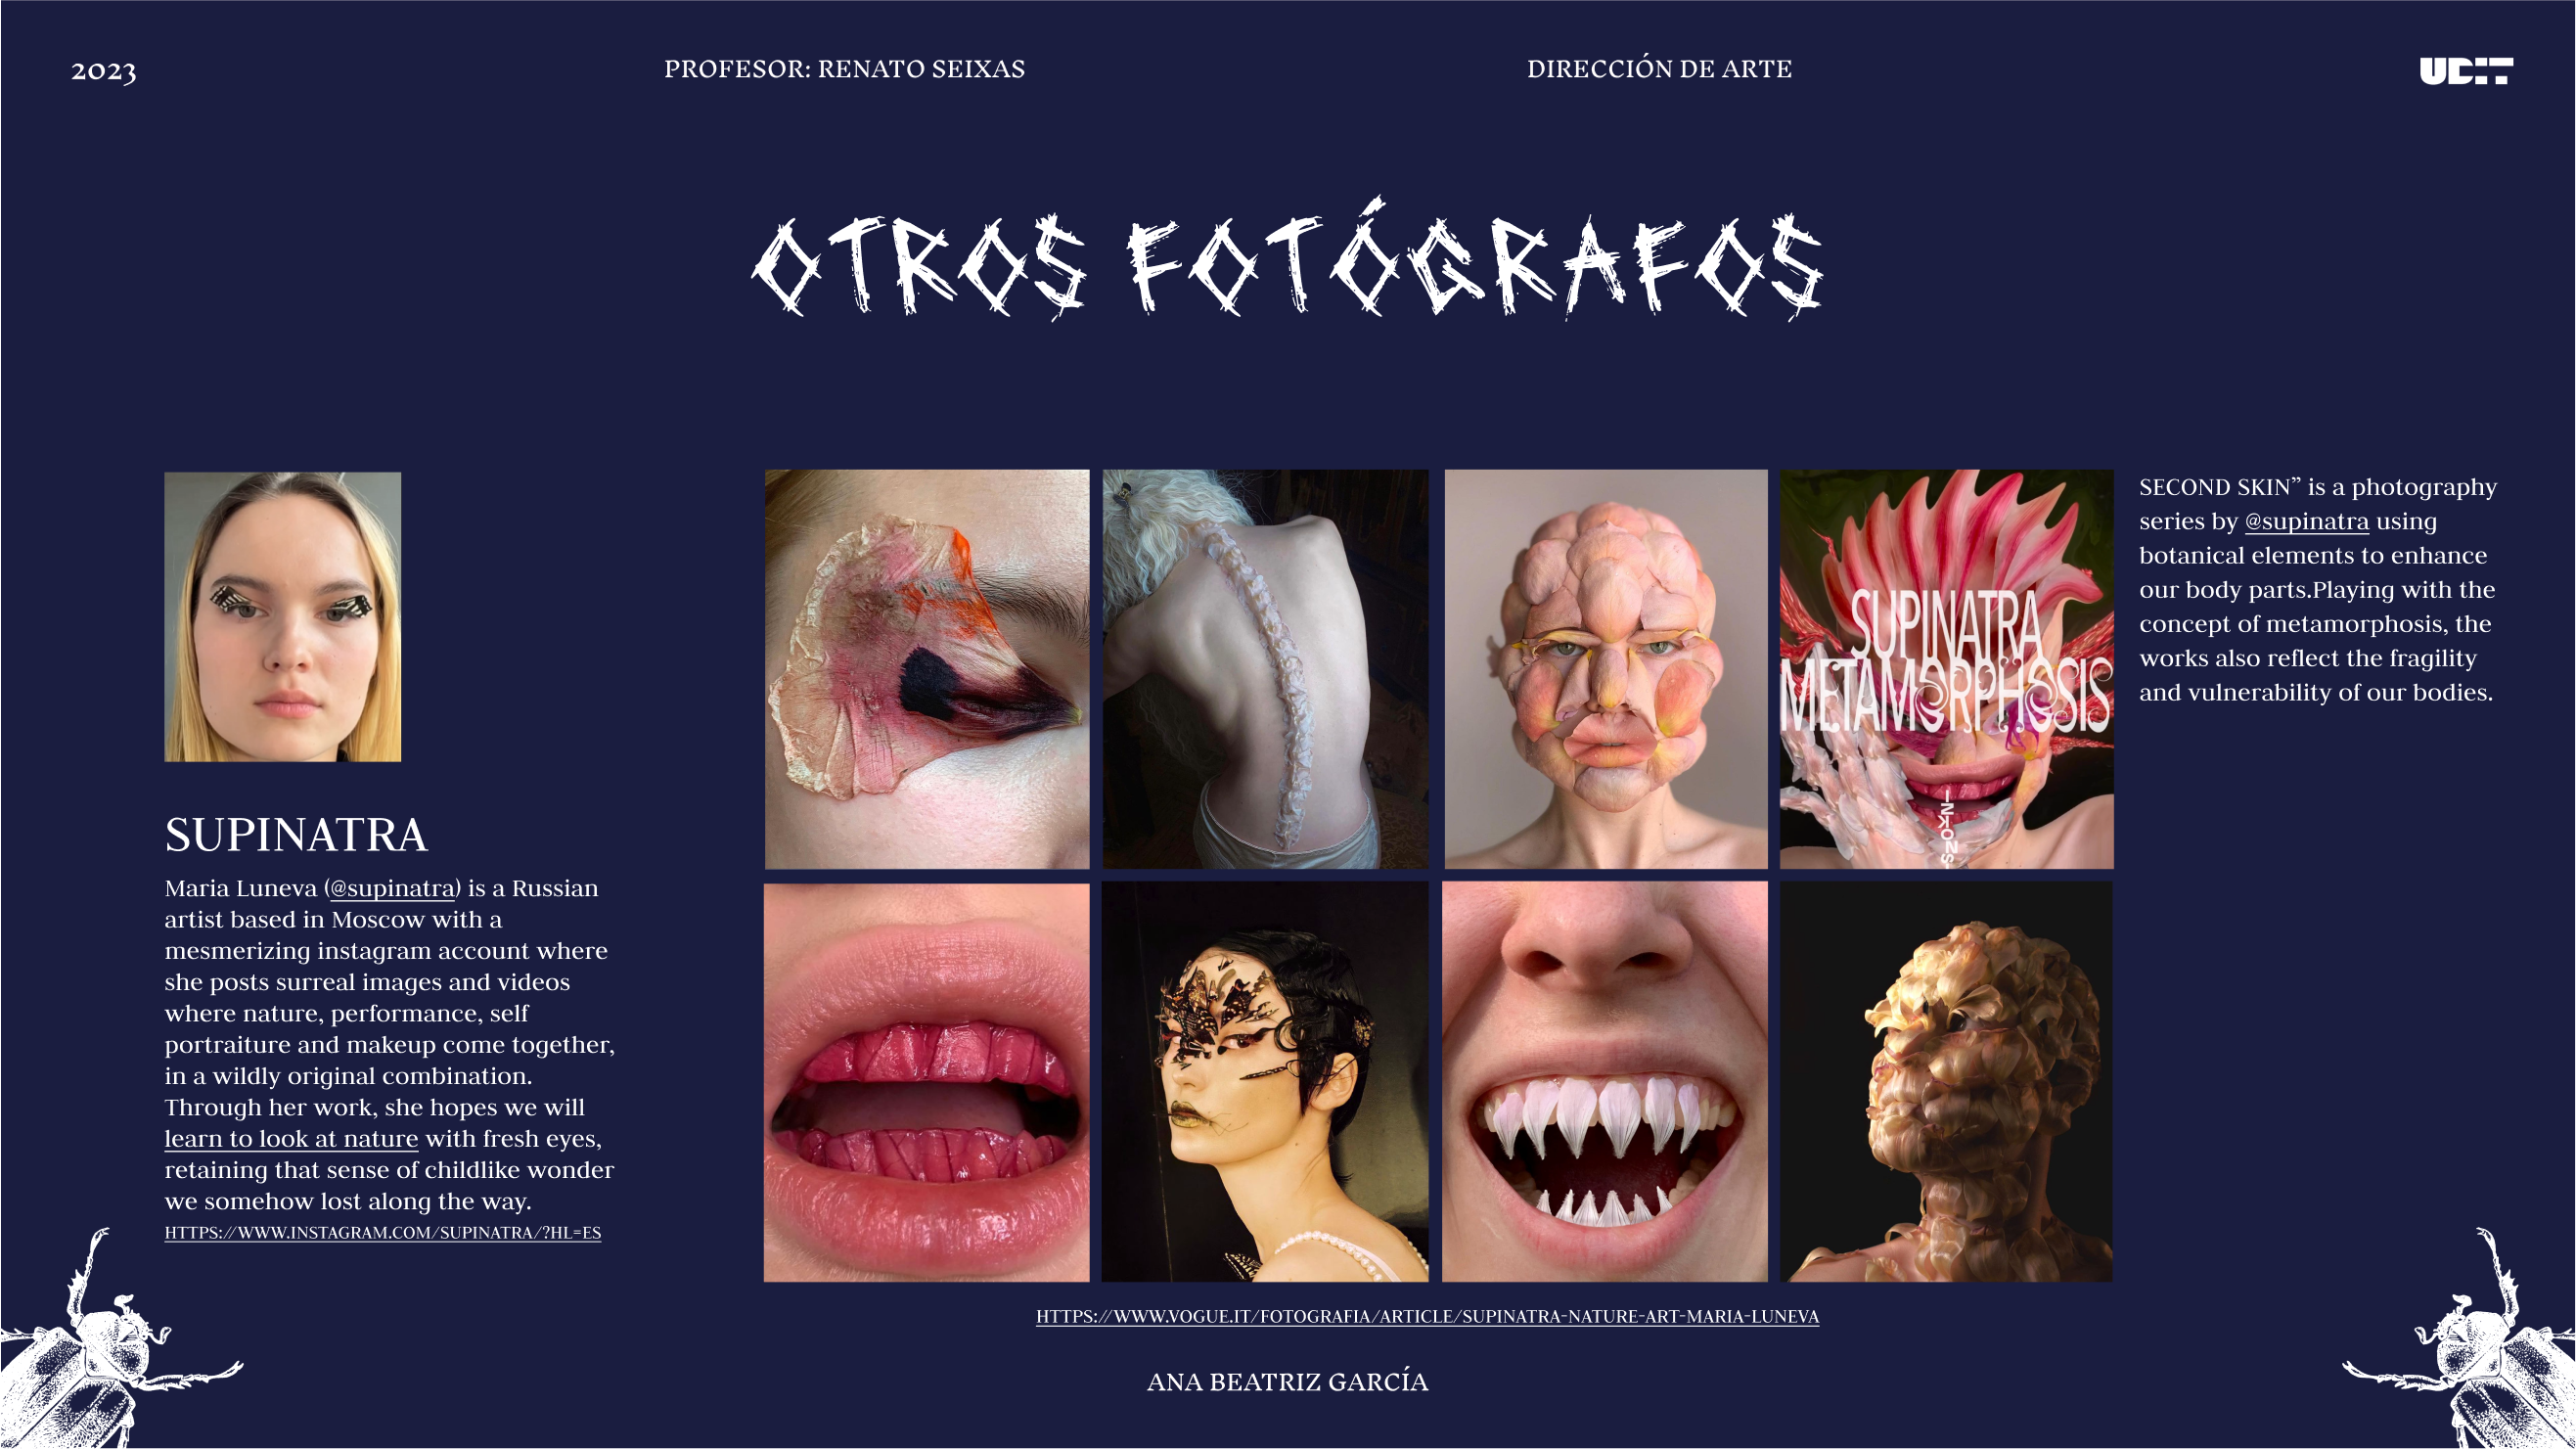 2023
PROFESOR: RENATO SEIXAS
DIRECCIÓN DE ARTE
UDIT
OTROS FOTÓGRAFOS
SUPINATRA
Maria Luneva (@supinatra) is a Russian
artist based in Moscow with a
mesmerizing instagram account where
she posts surreal images and videos
where nature, performance, self
portraiture and makeup come together,
in a wildly original combination.
Through her work, she hopes we will
learn to look at nature with fresh eyes,
retaining that sense of childlike wonder
we somehow lost along the way.
HTTPS://WWW.INSTAGRAM.COM/SUPINATRA/?HL=ES
SUPINATRA
METAMORPHOSIS
SECOND SKIN” is a photography
series by @supinatra using
botanical elements to enhance
our body parts.Playing with the
concept of metamorphosis, the
works also reflect the fragility
and vulnerability of our bodies.
HTTPS://WWW.VOGUE.IT/FOTOGRAFIA/ARTICLE/SUPINATRA-NATURE-ART-MARIA-LUNEVA
ANA BEATRIZ GARCÍA